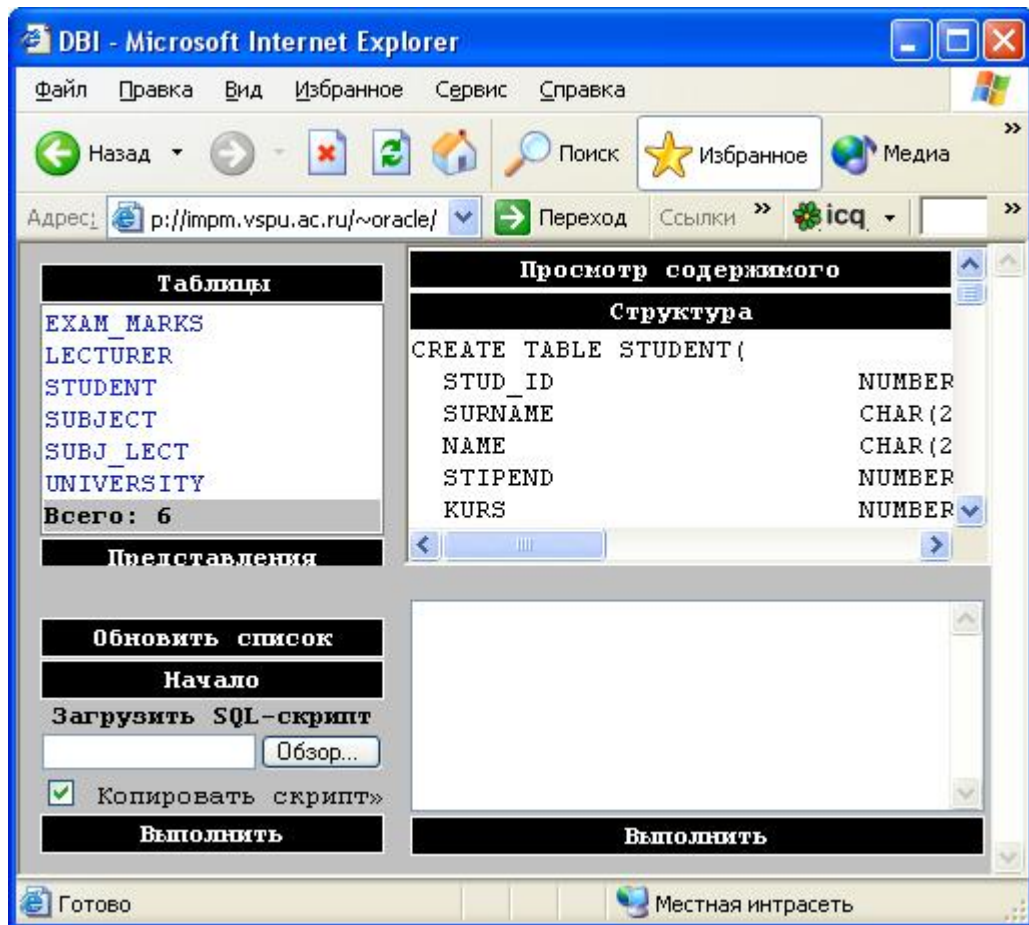 DBI - Microsoft Internet Explorer
Файл Правка Вид Избранное Сервис Справка
Назад Поиск Избранное Медиа »
Адрес: p://impm.vspu.ac.ru/~oracle/ Переход Ссылки » icq »
Таблицы
EXAM_MARKS
LECTURER
STUDENT
SUBJECT
SUBJ_LECT
UNIVERSITY
Всего: 6
Представления
Просмотр содержимого
Структура
CREATE TABLE STUDENT(
STUD_ID NUMBER
SURNAME CHAR(2
NAME CHAR(2
STIPEND NUMBER
KURS NUMBER
Обновить список
Начало
Загрузить SQL-скрипт
Обзор...
Копировать скрипт»
Выполнить
Выполнить
Готово Местная интрасеть